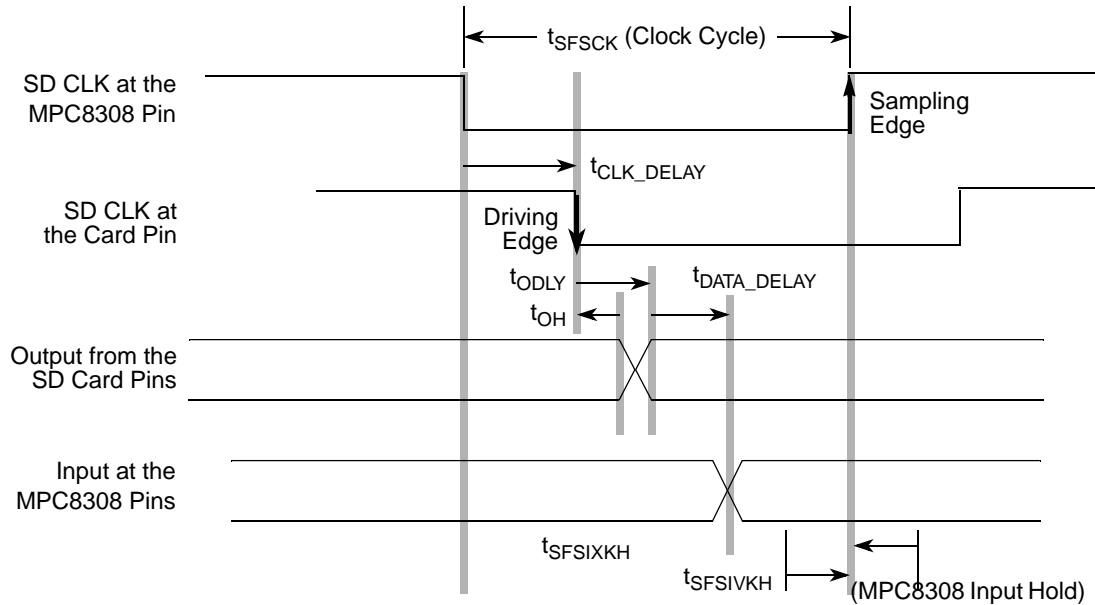 tSFSCK (Clock Cycle)
SD CLK at the
MPC8308 Pin
Sampling
Edge
tCLK_DELAY
SD CLK at
the Card Pin
Driving
Edge
tODLY
tDATA_DELAY
tOH
Output from the
SD Card Pins
Input at the
MPC8308 Pins
tSFSIXKH
tSFSIVKH
(MPC8308 Input Hold)